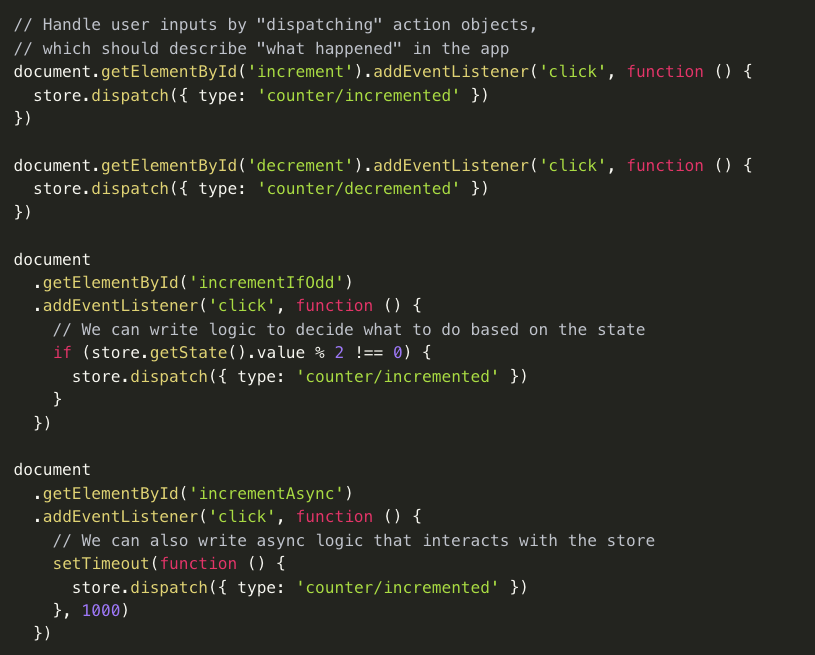 // Handle user inputs by "dispatching" action objects,
// which should describe "what happened" in the app
document.getElementById('increment').addEventListener('click', function () {
  store.dispatch({ type: 'counter/incremented' })
})

document.getElementById('decrement').addEventListener('click', function () {
  store.dispatch({ type: 'counter/decremented' })
})

document
  .getElementById('incrementIfOdd')
  .addEventListener('click', function () {
    // We can write logic to decide what to do based on the state
    if (store.getState().value % 2 !== 0) {
      store.dispatch({ type: 'counter/incremented' })
    }
  })

document
  .getElementById('incrementAsync')
  .addEventListener('click', function () {
    // We can also write async logic that interacts with the store
    setTimeout(function () {
      store.dispatch({ type: 'counter/incremented' })
    }, 1000)
  })